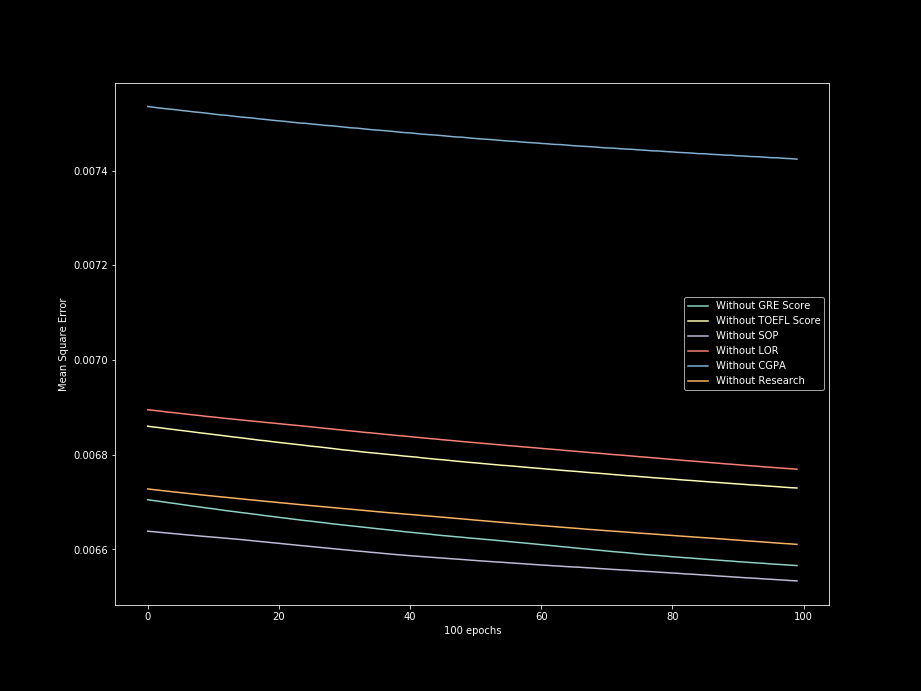 0.0074
0.0072
0.0070
0.0068
0.0066
Mean Square Error
Without GRE Score
Without TOEFL Score
Without SOP
Without LOR
Without CGPA
Without Research
0 20 40 60 80 100
100 epochs